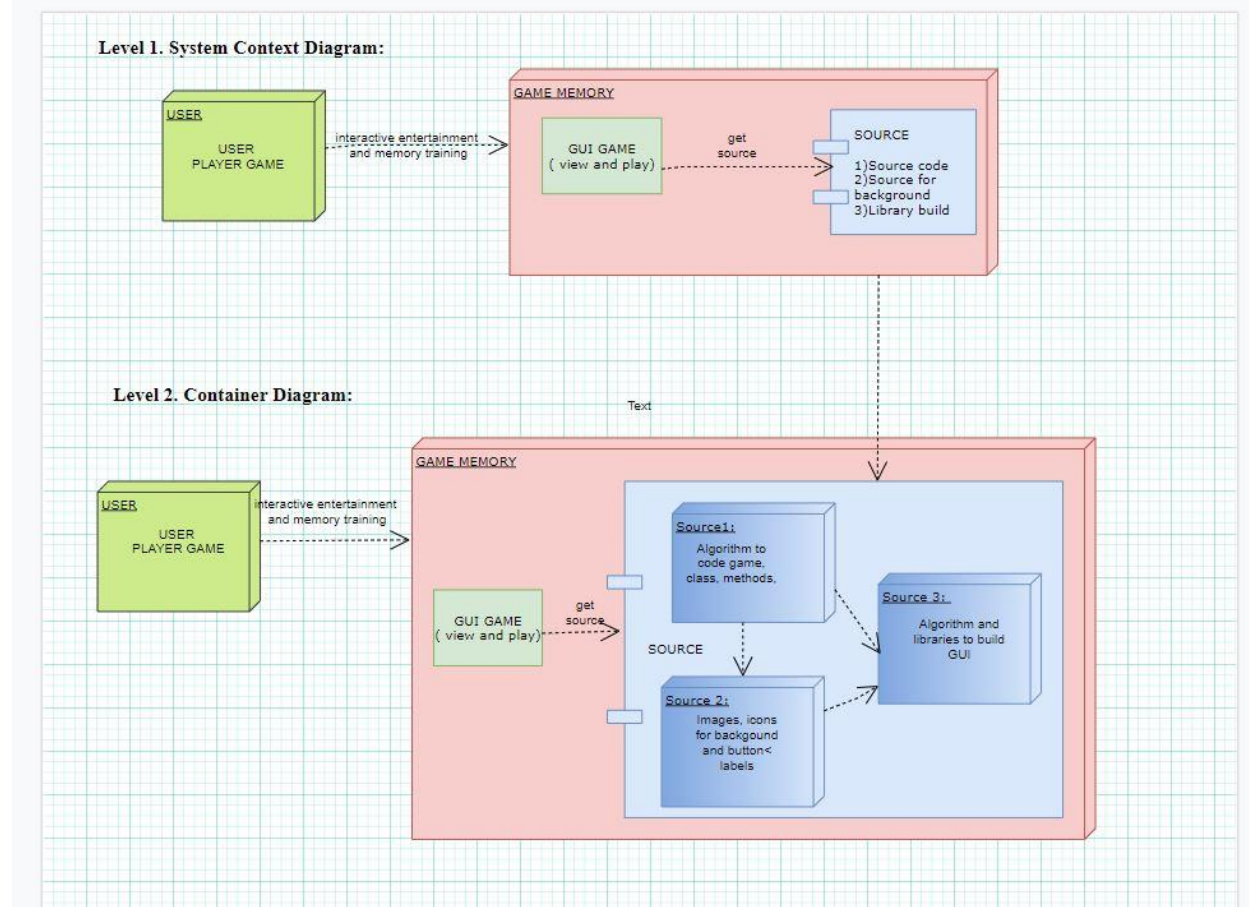 Level 1. System Context Diagram:
USER
USER
PLAYER GAME
interactive entertainment
and memory training
GAME MEMORY
GUI GAME
( view and play)
get
source
SOURCE
1)Source code
2)Source for
background
3)Library build
Level 2. Container Diagram:
Text
USER
USER
PLAYER GAME
interactive entertainment
and memory training
GAME MEMORY
GUI GAME
( view and play)
get
source
SOURCE
Source1:
Algorithm to
code game,
class, methods,
Source 2:
Images, icons
for backgound
and button<
labels
Source 3:
Algorithm and
libraries to build
GUI